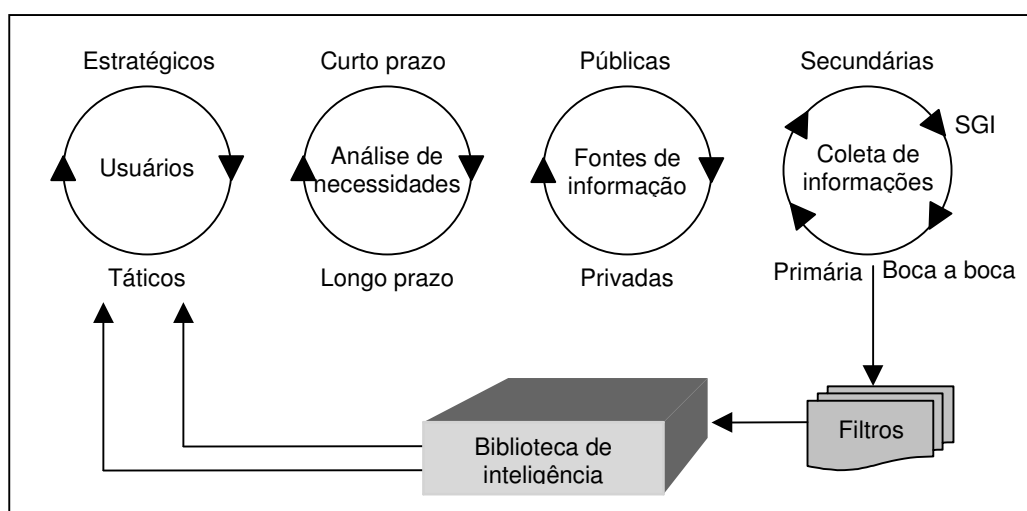 Estratégicos
Curto prazo
Públicas
Secundárias
SGI
Usuários
Análise de
necessidades
Fontes de
informação
Coleta de
informações
Táticos
Longo prazo
Privadas
Primária
Boca a boca
Biblioteca de
inteligência
Filtros